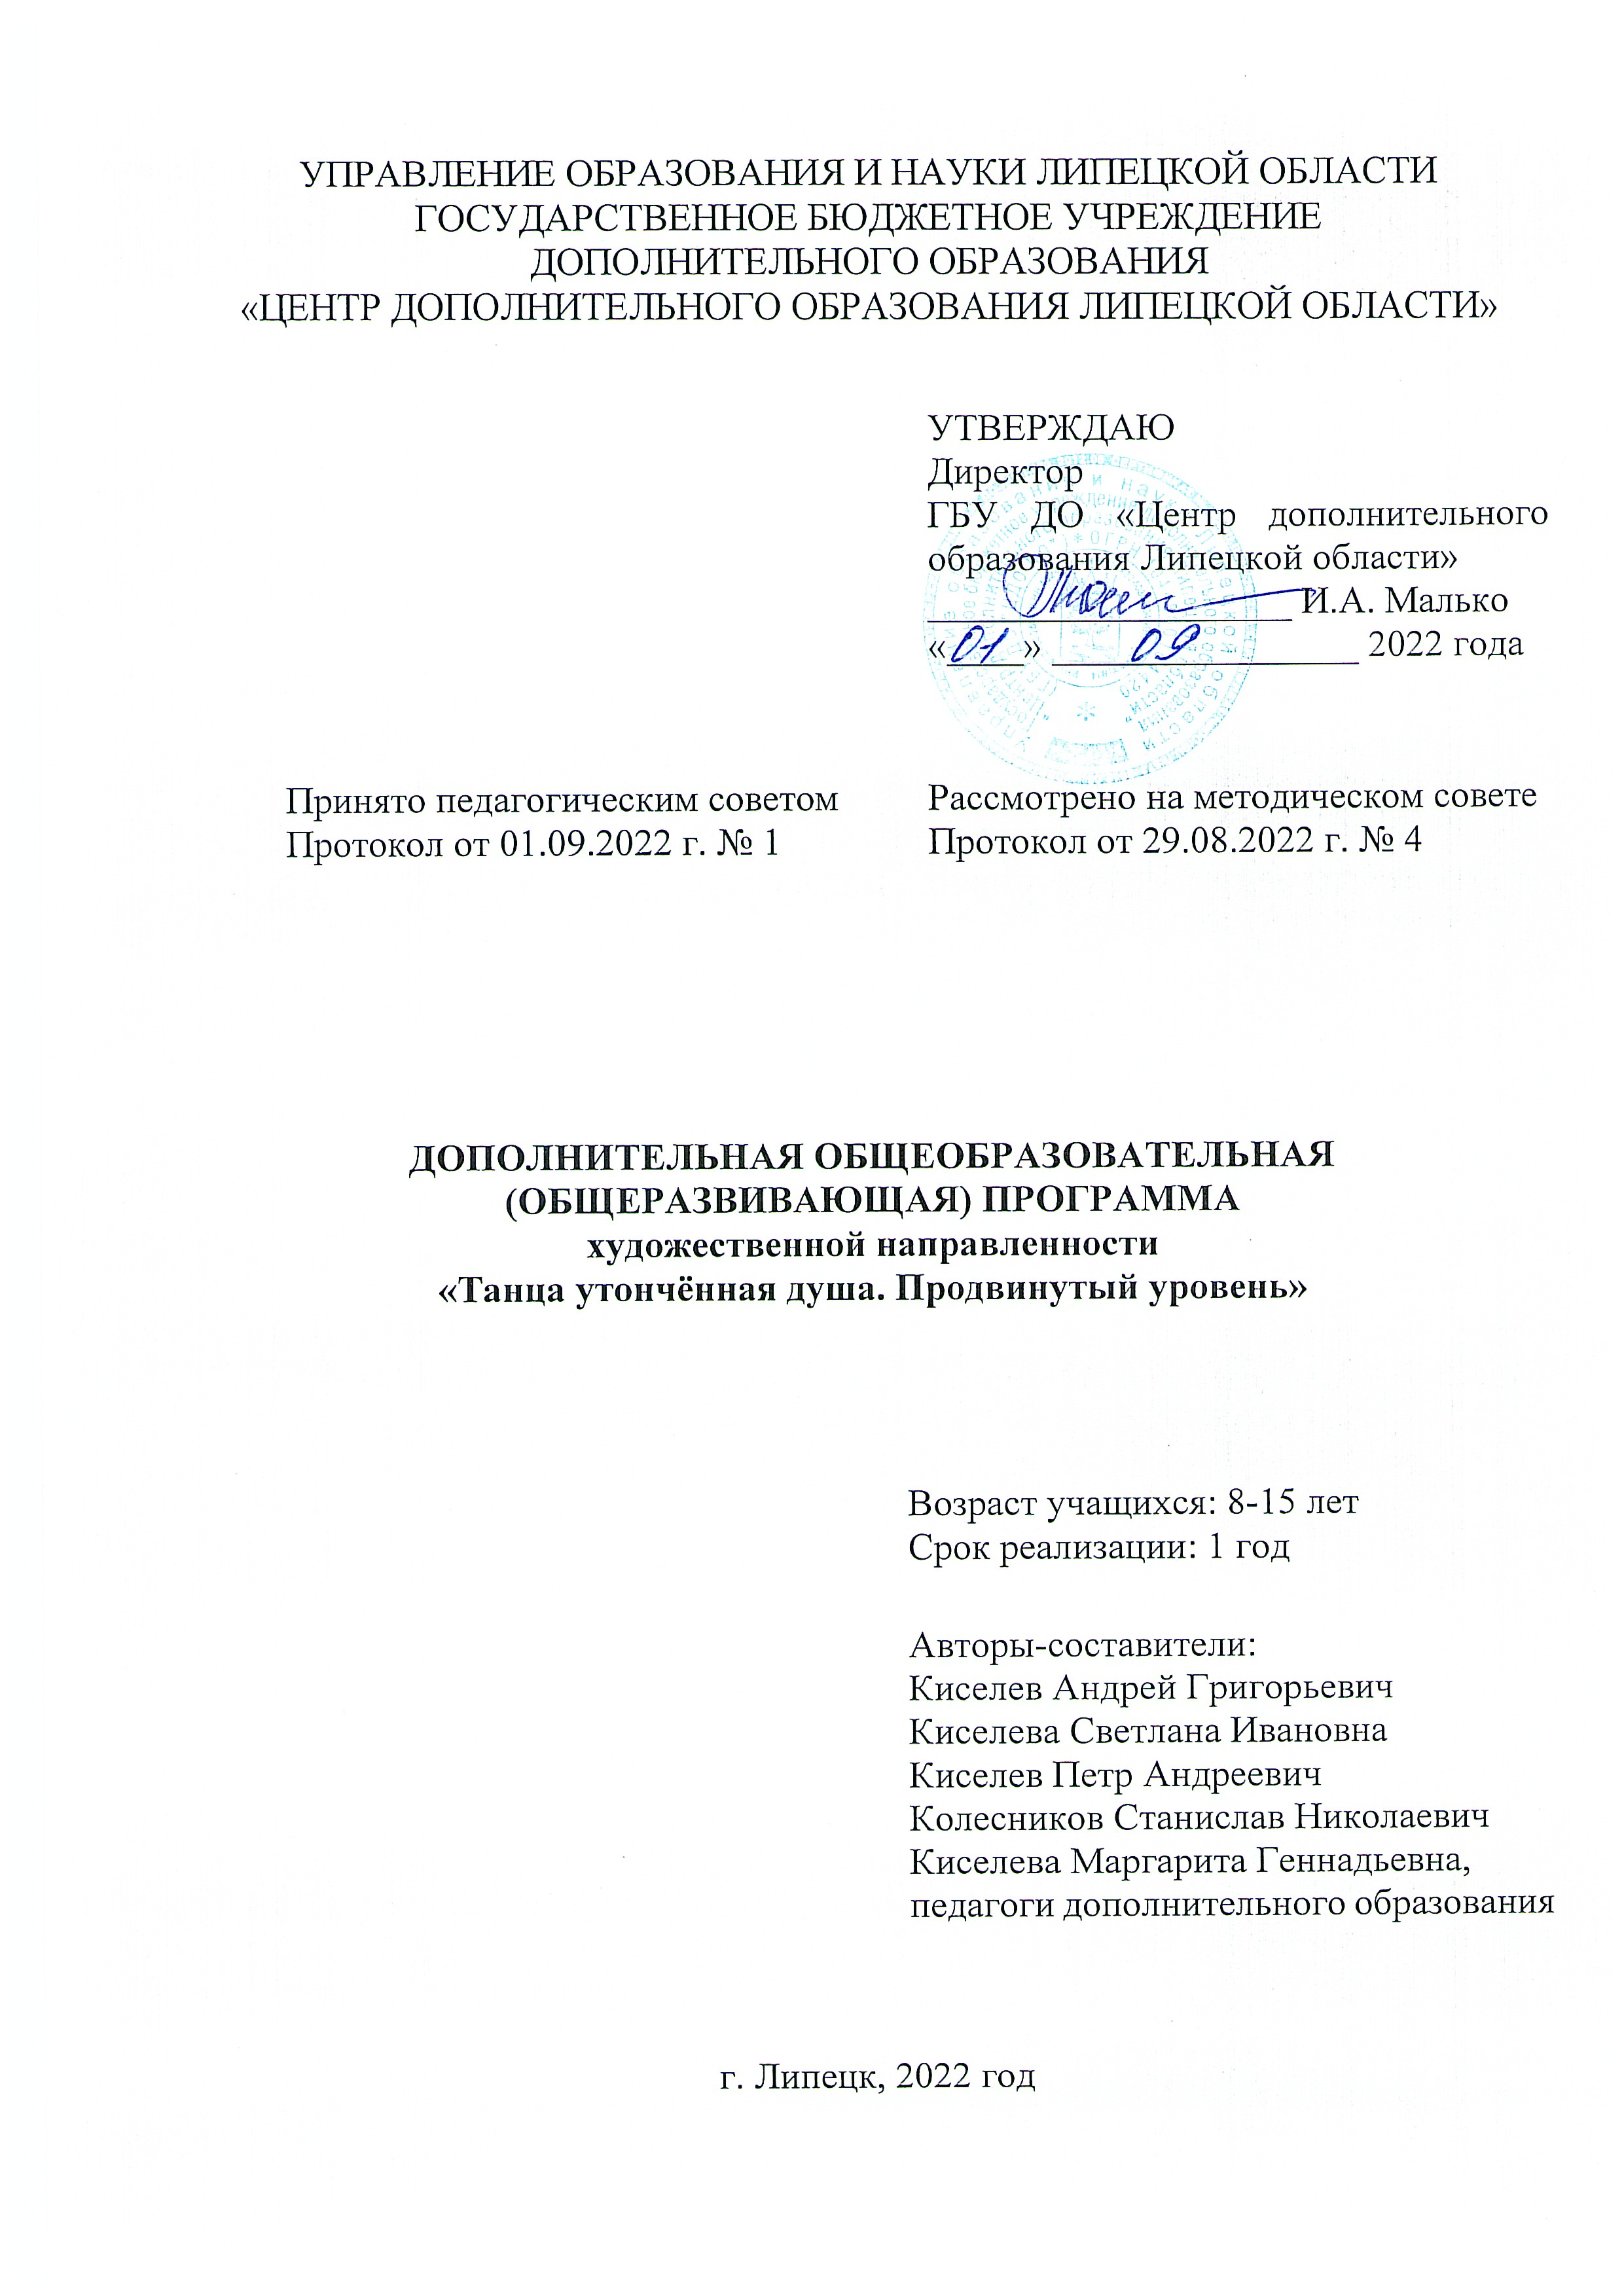 УПРАВЛЕНИЕ ОБРАЗОВАНИЯ И НАУКИ ЛИПЕЦКОЙ ОБЛАСТИ
ГОСУДАРСТВЕННОЕ БЮДЖЕТНОЕ УЧРЕЖДЕНИЕ
ДОПОЛНИТЕЛЬНОГО ОБРАЗОВАНИЯ
«ЦЕНТР ДОПОЛНИТЕЛЬНОГО ОБРАЗОВАНИЯ ЛИПЕЦКОЙ ОБЛАСТИ»
УТВЕРЖДАЮ
Директор
ГБУ ДО «Центр дополнительного
образования Липецкой области»
И.А. Малько
«01» 09 2022 года
Принято педагогическим советом
Протокол от 01.09.2022 г. № 1
Рассмотрено на методическом совете
Протокол от 29.08.2022 г. № 4
ДОПОЛНИТЕЛЬНАЯ ОБЩЕОБРАЗОВАТЕЛЬНАЯ
(ОБЩЕРАЗВИВАЮЩАЯ) ПРОГРАММА
художественной направленности
«Танца утончённая душа. Продвинутый уровень»
Возраст учащихся: 8-15 лет
Срок реализации: 1 год
Авторы-составители:
Киселев Андрей Григорьевич
Киселева Светлана Ивановна
Киселев Петр Андреевич
Колесников Станислав Николаевич
Киселева Маргарита Геннадьевна,
педагоги дополнительного образования
г. Липецк, 2022 год